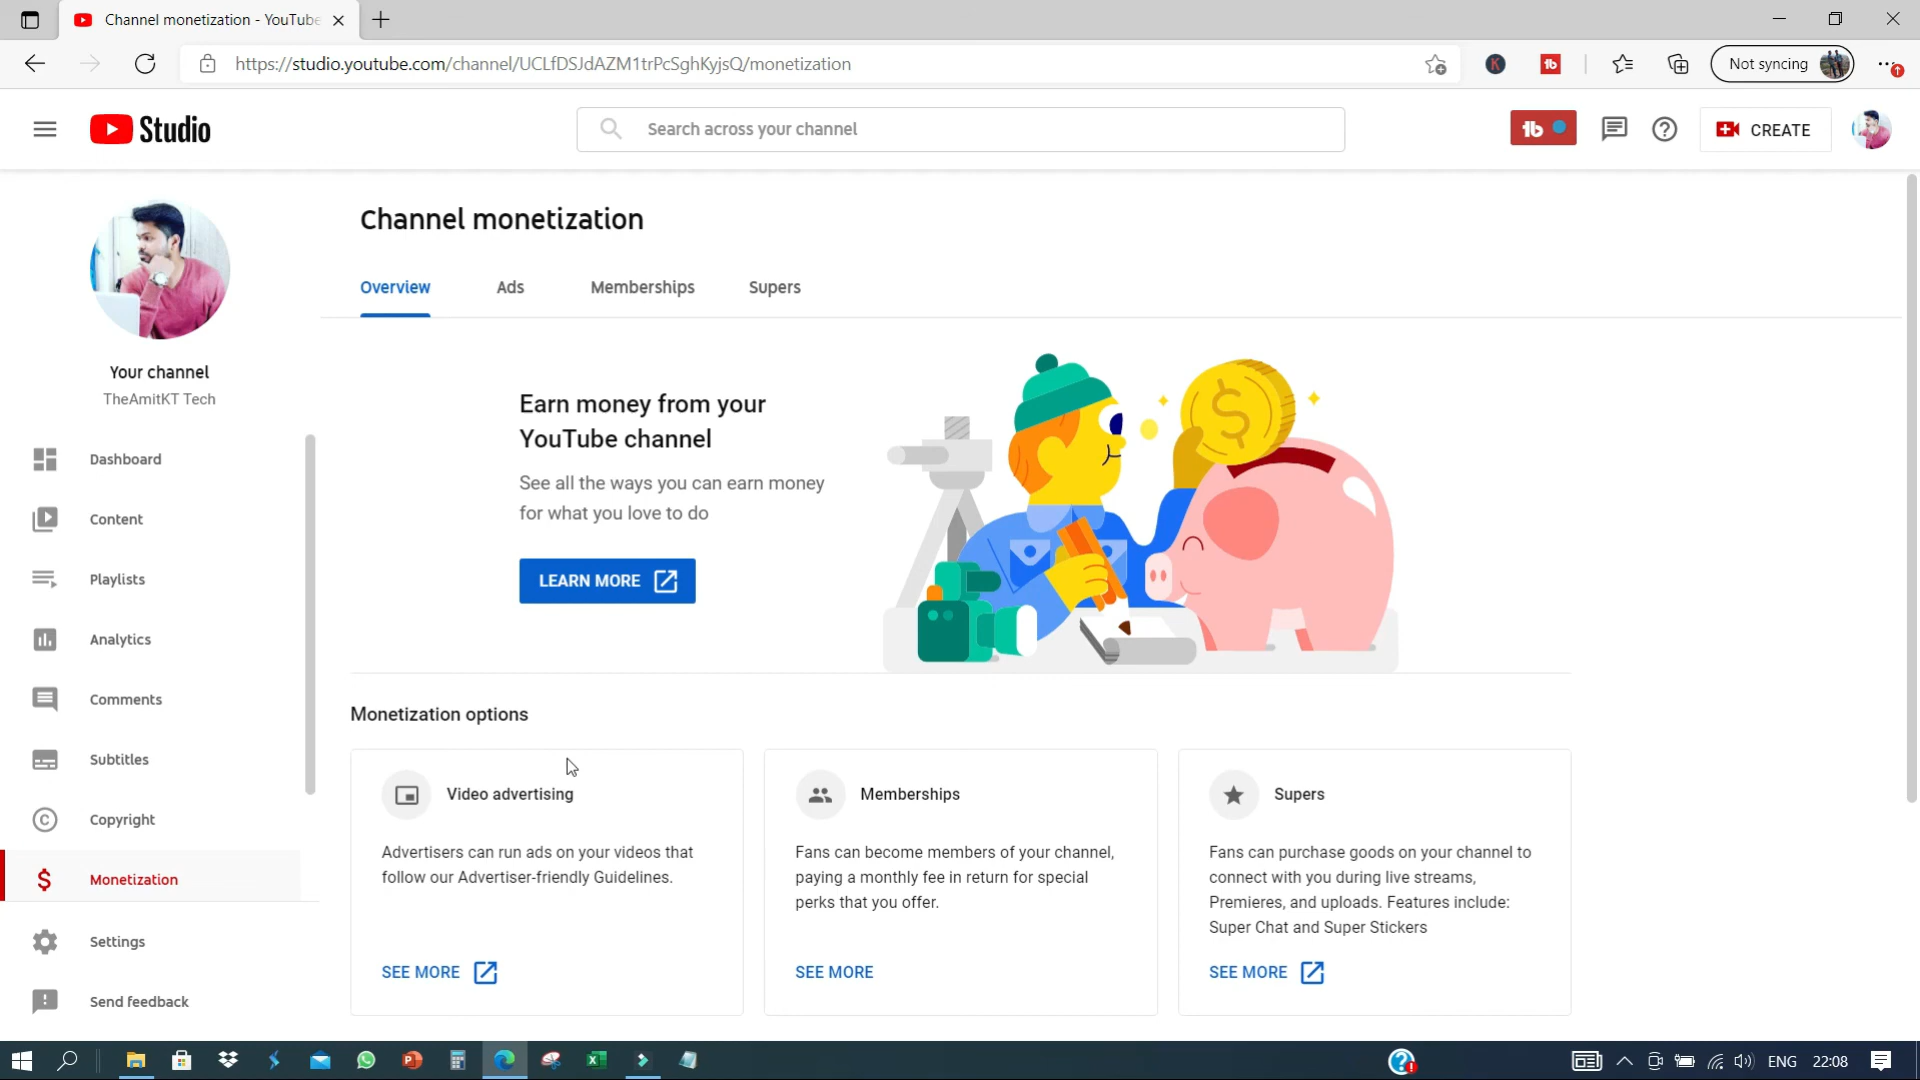 Channel monetization - YouTube
https://studio.youtube.com/channel/UCLfDSJdAZM1trPcSghKyjsQ/monetization
Not syncing
Studio
Search across your channel
CREATE
Your channel
TheAmitKT Tech
Dashboard
Content
Playlists
Analytics
Comments
Subtitles
Copyright
Monetization
Settings
Send feedback
Channel monetization
Overview
Ads
Memberships
Supers
Earn money from your
YouTube channel
See all the ways you can earn money
for what you love to do
LEARN MORE
Monetization options
Video advertising
Advertisers can run ads on your videos that
follow our Advertiser-friendly Guidelines.
SEE MORE
Memberships
Fans can become members of your channel,
paying a monthly fee in return for special
perks that you offer.
SEE MORE
Supers
Fans can purchase goods on your channel to
connect with you during live streams,
Premieres, and uploads. Features include:
Super Chat and Super Stickers
SEE MORE
ENG
22:08